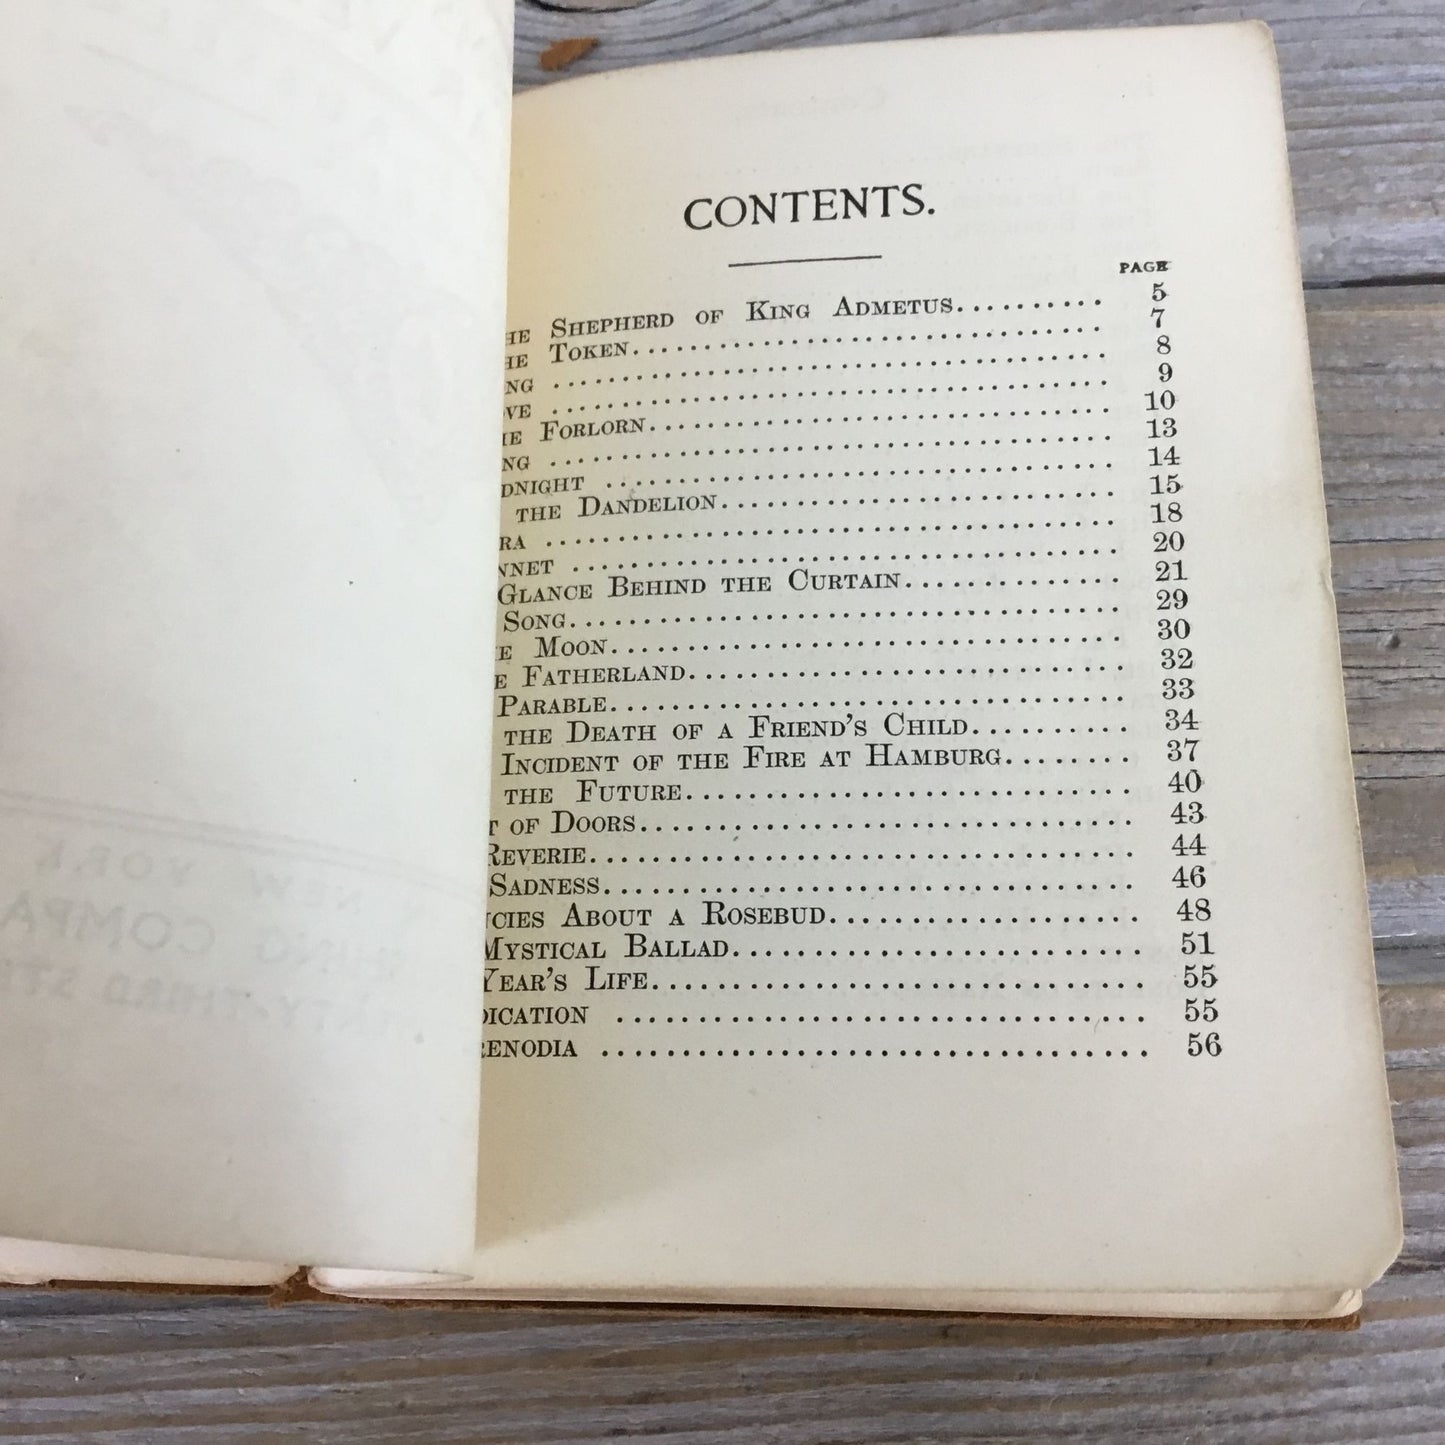 CONTENTS.
PAGE
HE SHEPHERD OF KING ADMETUS.......... 5
HE TOKEN........................................ 7
NG ........................................ 8
OVE ........................................ 9
HE FORLORN.................................. 10
NG ........................................ 13
DNIGHT .................................... 14
THE DANDELION............................ 15
RA ........................................ 18
NNET ...................................... 20
GLANCE BEHIND THE CURTAIN............... 21
SONG........................................ 29
E MOON..................................... 30
E FATHERLAND............................... 32
PARABLE..................................... 33
THE DEATH OF A FRIEND'S CHILD.......... 34
INCIDENT OF THE FIRE AT HAMBURG........ 37
THE FUTURE................................ 40
T OF DOORS................................. 43
REVERIE..................................... 44
SADNESS..................................... 46
CIES ABOUT A ROSEBUD..................... 48
MYSTICAL BALLAD........................... 51
YEAR'S LIFE................................ 55
DICATION .................................. 55
RENODIA ................................... 56